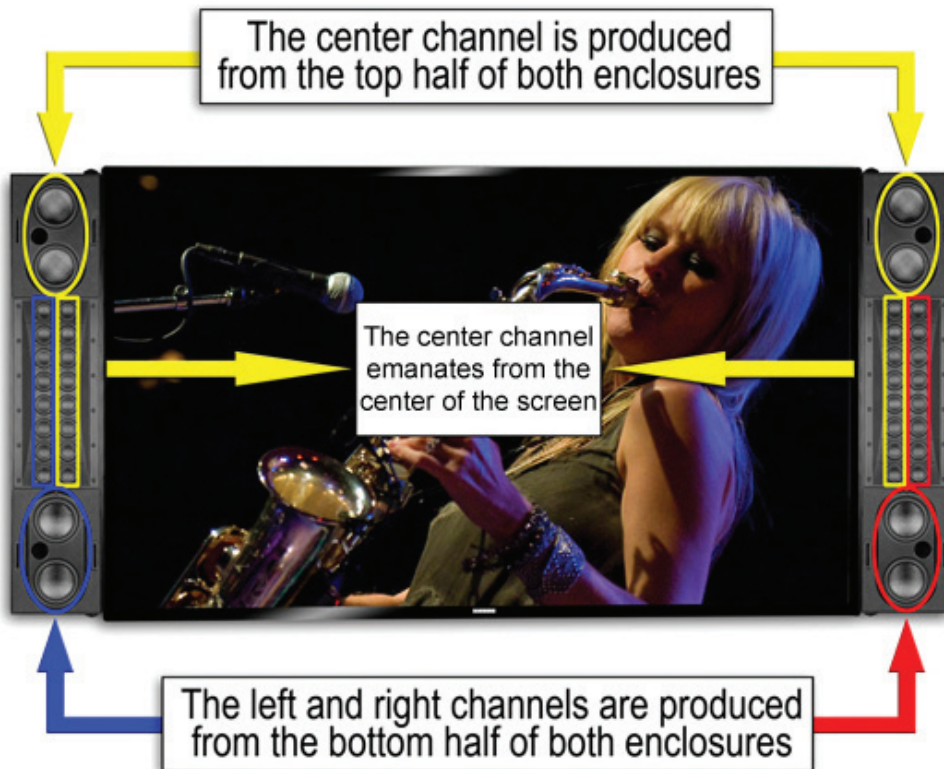 The center channel is produced
from the top half of both enclosures
The center channel
emanates from the
center of the screen
The left and right channels are produced
from the bottom half of both enclosures